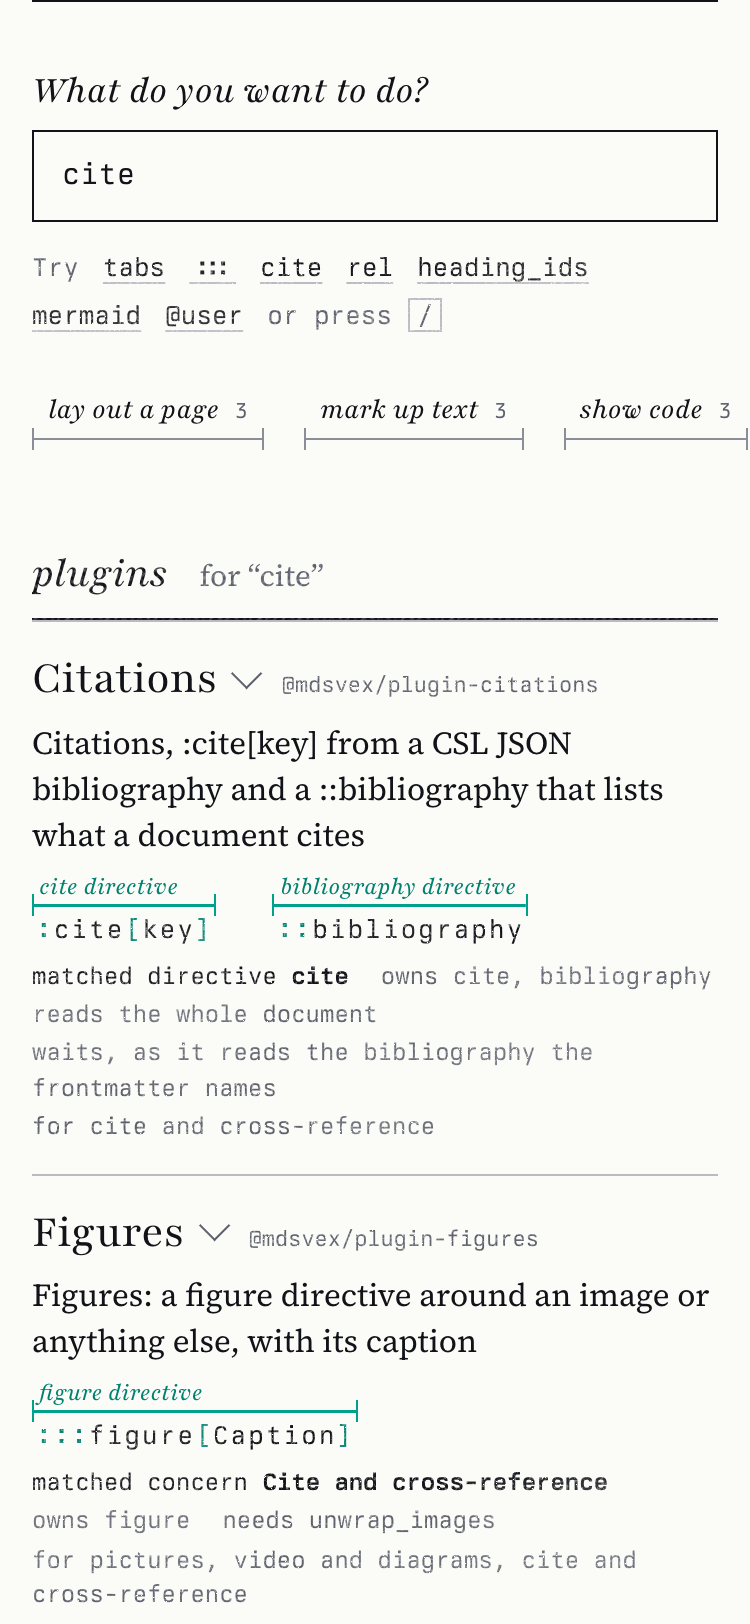 What do you want to do?
cite
Try tabs ::: cite rel heading_ids
mermaid @user or press /
lay out a page 3 mark up text 3 show code 3
plugins for “cite”
Citations @mdsvex/plugin-citations
Citations, :cite[key] from a CSL JSON
bibliography and a ::bibliography that lists
what a document cites
cite directive bibliography directive
:cite[key] ::bibliography
matched directive cite owns cite, bibliography
reads the whole document
waits, as it reads the bibliography the
frontmatter names
for cite and cross-reference
Figures @mdsvex/plugin-figures
Figures: a figure directive around an image or
anything else, with its caption
figure directive
:::figure[Caption]
matched concern Cite and cross-reference
owns figure needs unwrap_images
for pictures, video and diagrams, cite and
cross-reference